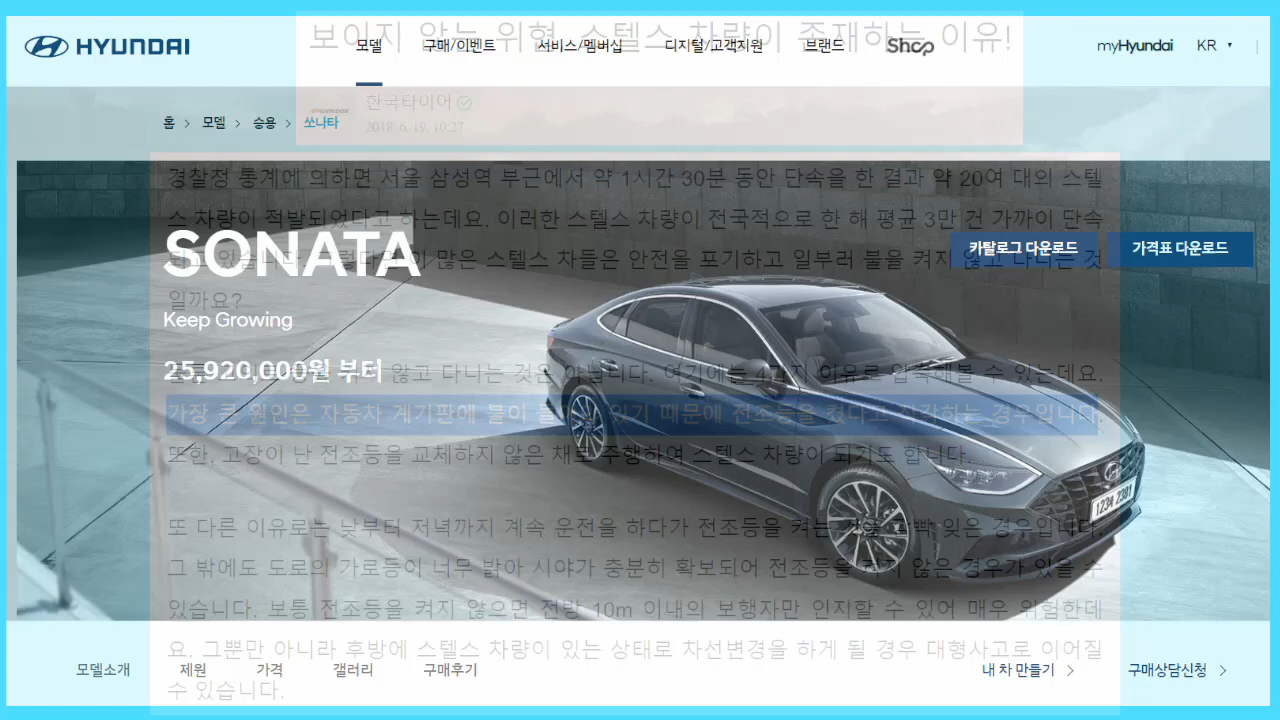 보이지 않는 위험 스텔스 차량이 존재하는 이유!
HYUNDAI
모델 구매/이벤트 서비스/멤버십 디지털/고객지원 브랜드 Shop
myHyundai KR
한국타이어
2018. 6. 19. 10:27
홈 > 모델 > 승용 > 쏘나타
경찰청 통계에 의하면 서울 삼성역 부근에서 약 1시간 30분 동안 단속을 한 결과 약 20여 대의 스텔
스 차량이 적발되었다고 하는데요. 이러한 스텔스 차량이 전국적으로 한 해 평균 3만 건 가까이 단속
이 많은 스텔스 차들은 안전을 포기하고 일부러 불을 켜지 않고 다니는 것
일까요?
SONATA
카탈로그 다운로드
가격표 다운로드
Keep Growing
25,920,000원 부터
않고 다니는 것은 아닙니다. 여기에는 4가지 이유로 압축해볼 수 있는데요.
가장 큰 원인은 자동차 계기판에 불이 있기 때문에 전조등을 켰다고 착각하는 경우입니다.
또한, 고장이 난 전조등을 교체하지 않은 채로 주행하여 스텔스 차량이 되기도 합니다.
1234 2381
또 다른 이유로는 낮부터 저녁까지 계속 운전을 하다가 전조등을 켜는 것을 깜빡 잊은 경우입니다.
그 밖에도 도로의 가로등이 너무 밝아 시야가 충분히 확보되어 전조등을 켜지 않은 경우가 있을 수
있습니다. 보통 전조등을 켜지 않으면 전방 10m 이내의 보행자만 인지할 수 있어 매우 위험한데
요. 그뿐만 아니라 후방에 스텔스 차량이 있는 상태로 차선변경을 하게 될 경우 대형사고로 이어질
수 있습니다.
모델소개 제원 가격 갤러리 구매후기
내 차 만들기 > 구매상담신청 >